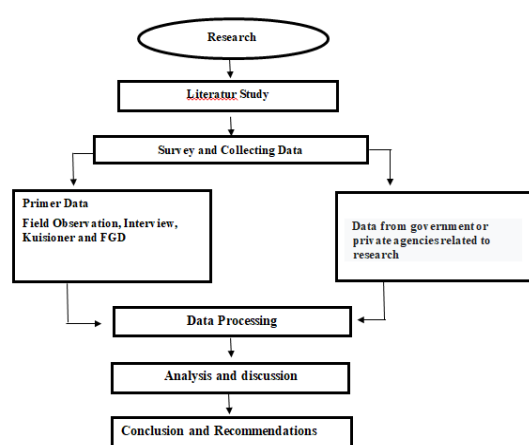 Research
Literatur Study
Survey and Collecting Data
Primer Data
Field Observation, Interview,
Kuisioner and FGD
Data from government or
private agencies related to
research
Data Processing
Analysis and discussion
Conclusion and Recommendations